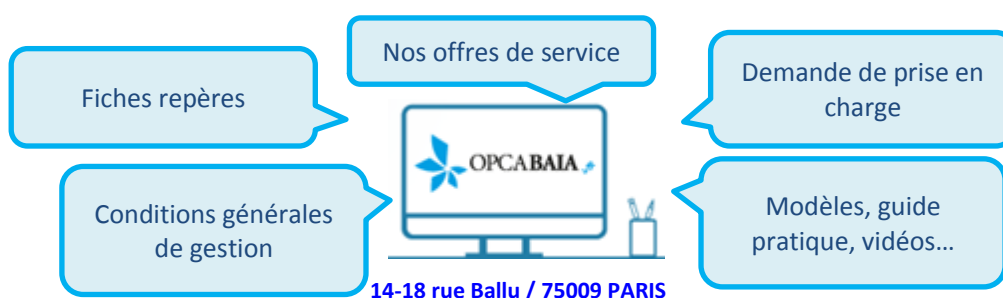 Nos offres de service
Fiches repères
Demande de prise en
charge
OPCABAIA.fr
Conditions générales
de gestion
Modèles, guide
pratique, vidéos…
14-18 rue Ballu / 75009 PARIS